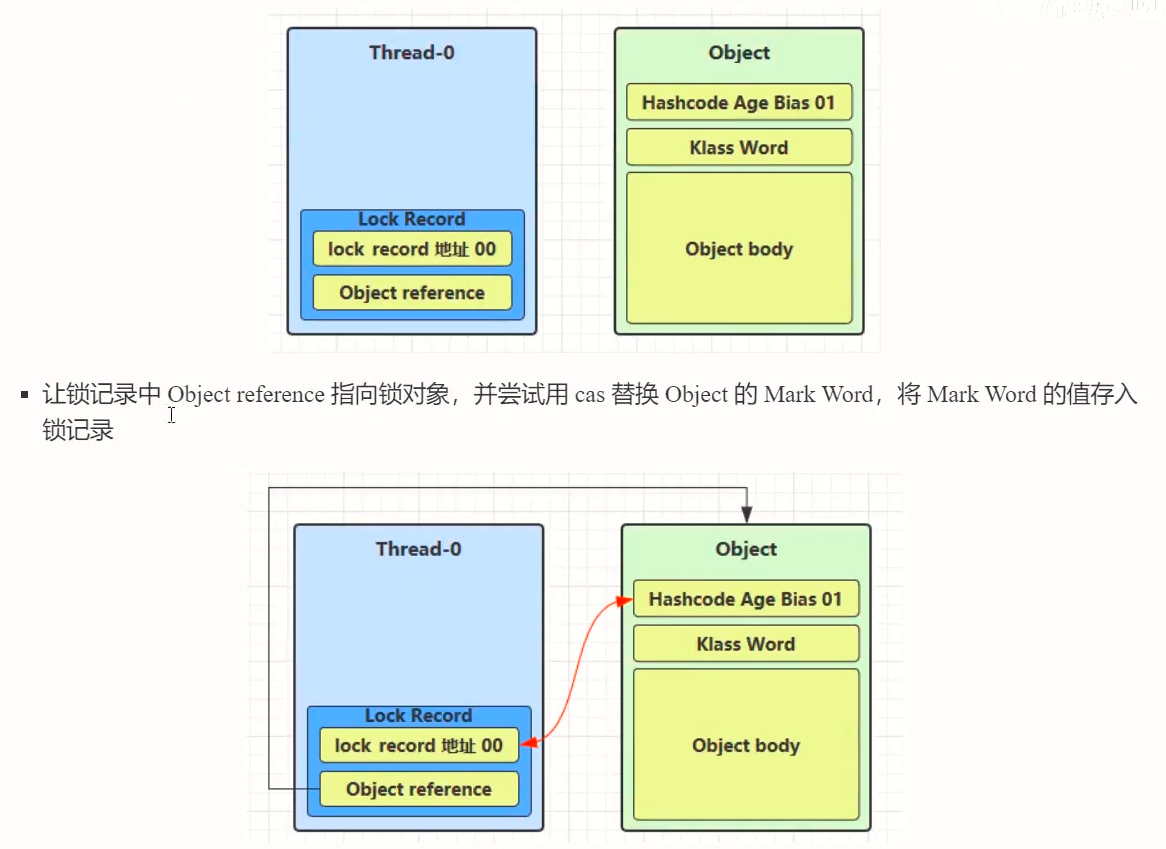 Thread-0
Object
Hashcode Age Bias 01
Klass Word
Lock Record
lock record 地址 00
Object body
Object reference
让锁记录中 Object reference 指向锁对象，并尝试用 cas 替换 Object 的 Mark Word，将 Mark Word 的值存入
锁记录
Thread-0
Object
Hashcode Age Bias 01
Klass Word
Lock Record
lock record 地址 00
Object body
Object reference